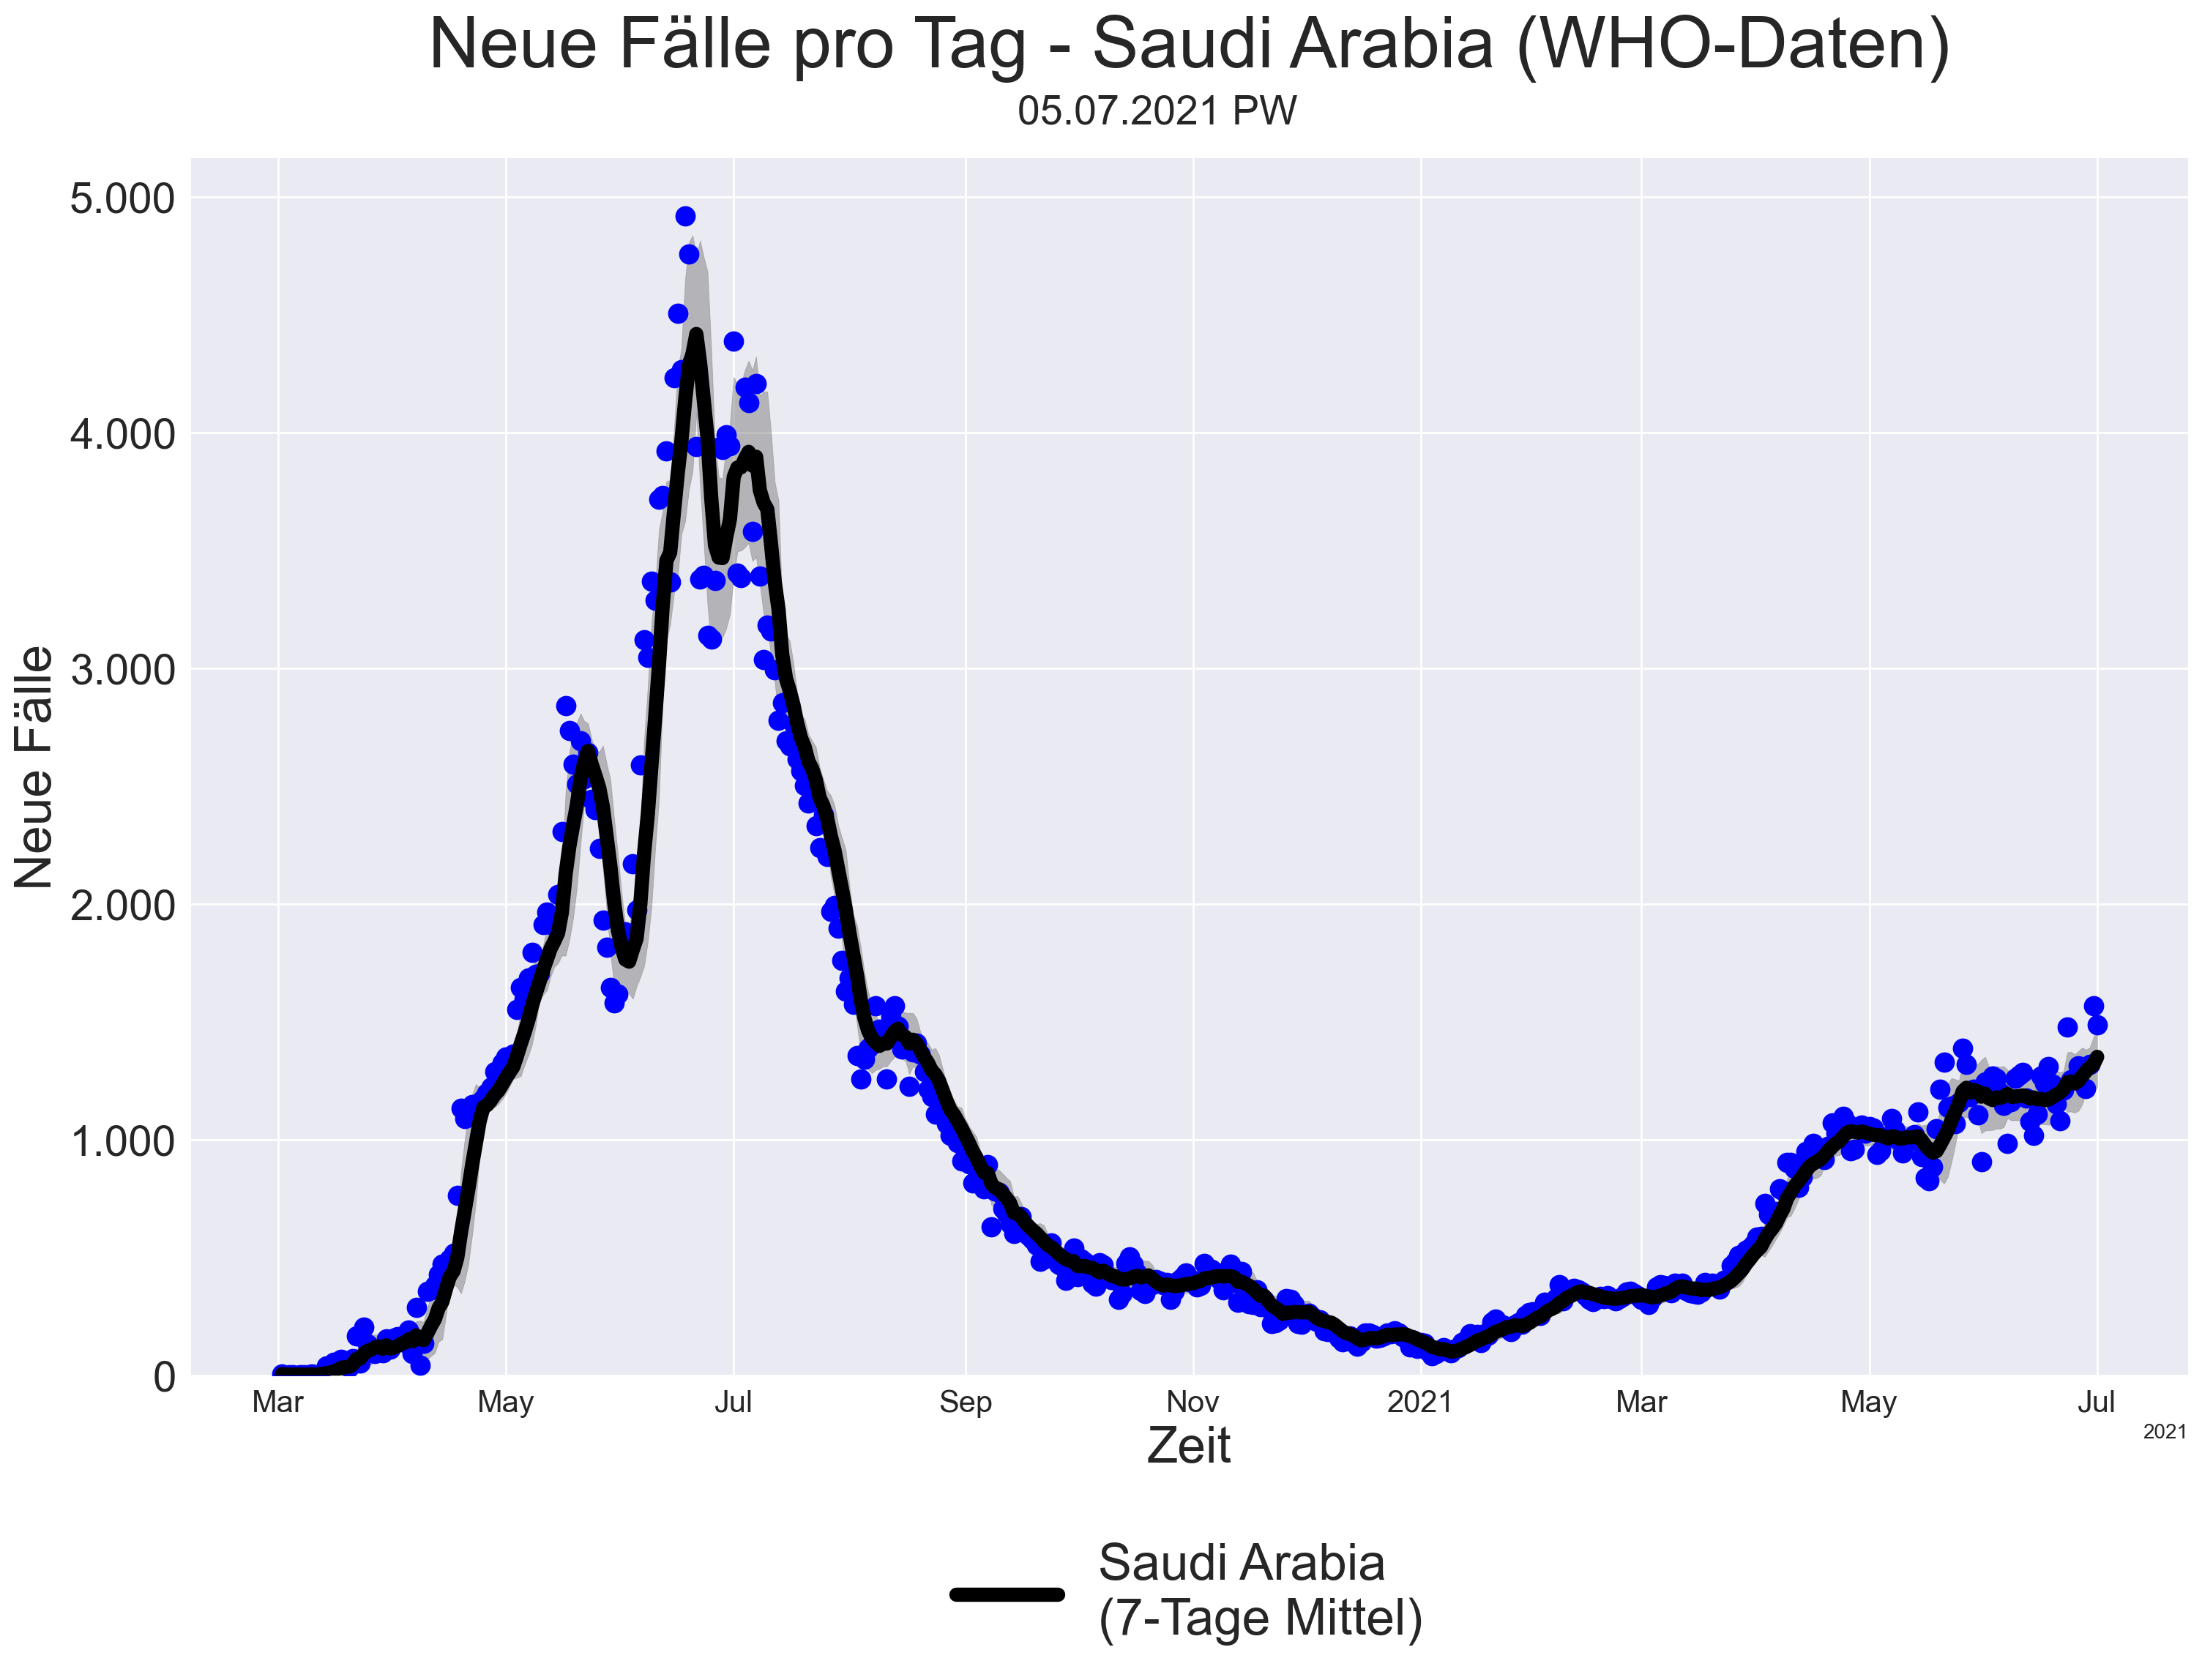 Neue Fälle pro Tag - Saudi Arabia (WHO-Daten)
05.07.2021 PW
5.000
4.000
3.000
2.000
1.000
0
Neue Fälle
Mar May Jul Sep Nov 2021 Mar May Jul
2021
Zeit
Saudi Arabia
(7-Tage Mittel)